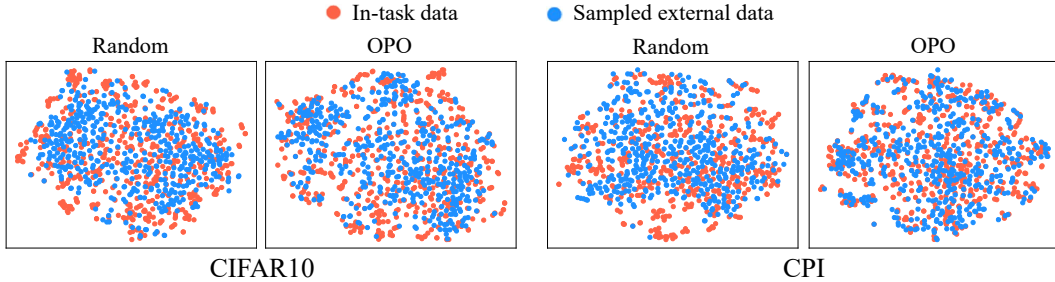 In-task data
Sampled external data
Random
OPO
Random
OPO
CIFAR10
CPI